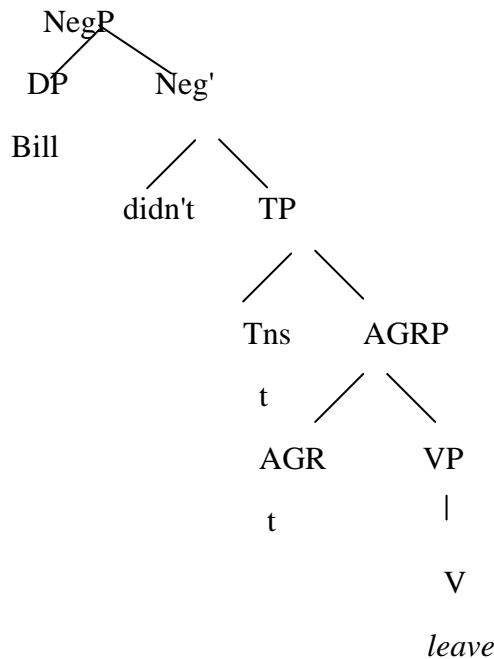 NegP
DP Neg'
Bill
didn't TP
Tns AGRP
t
AGR VP
t
V
leave